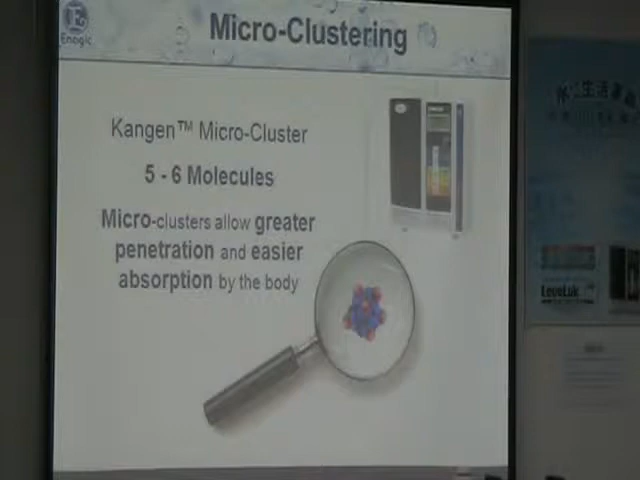 Enagic
Micro-Clustering
Kangen™ Micro-Cluster
5 - 6 Molecules
Micro-clusters allow greater
penetration and easier
absorption by the body
LeveLuk